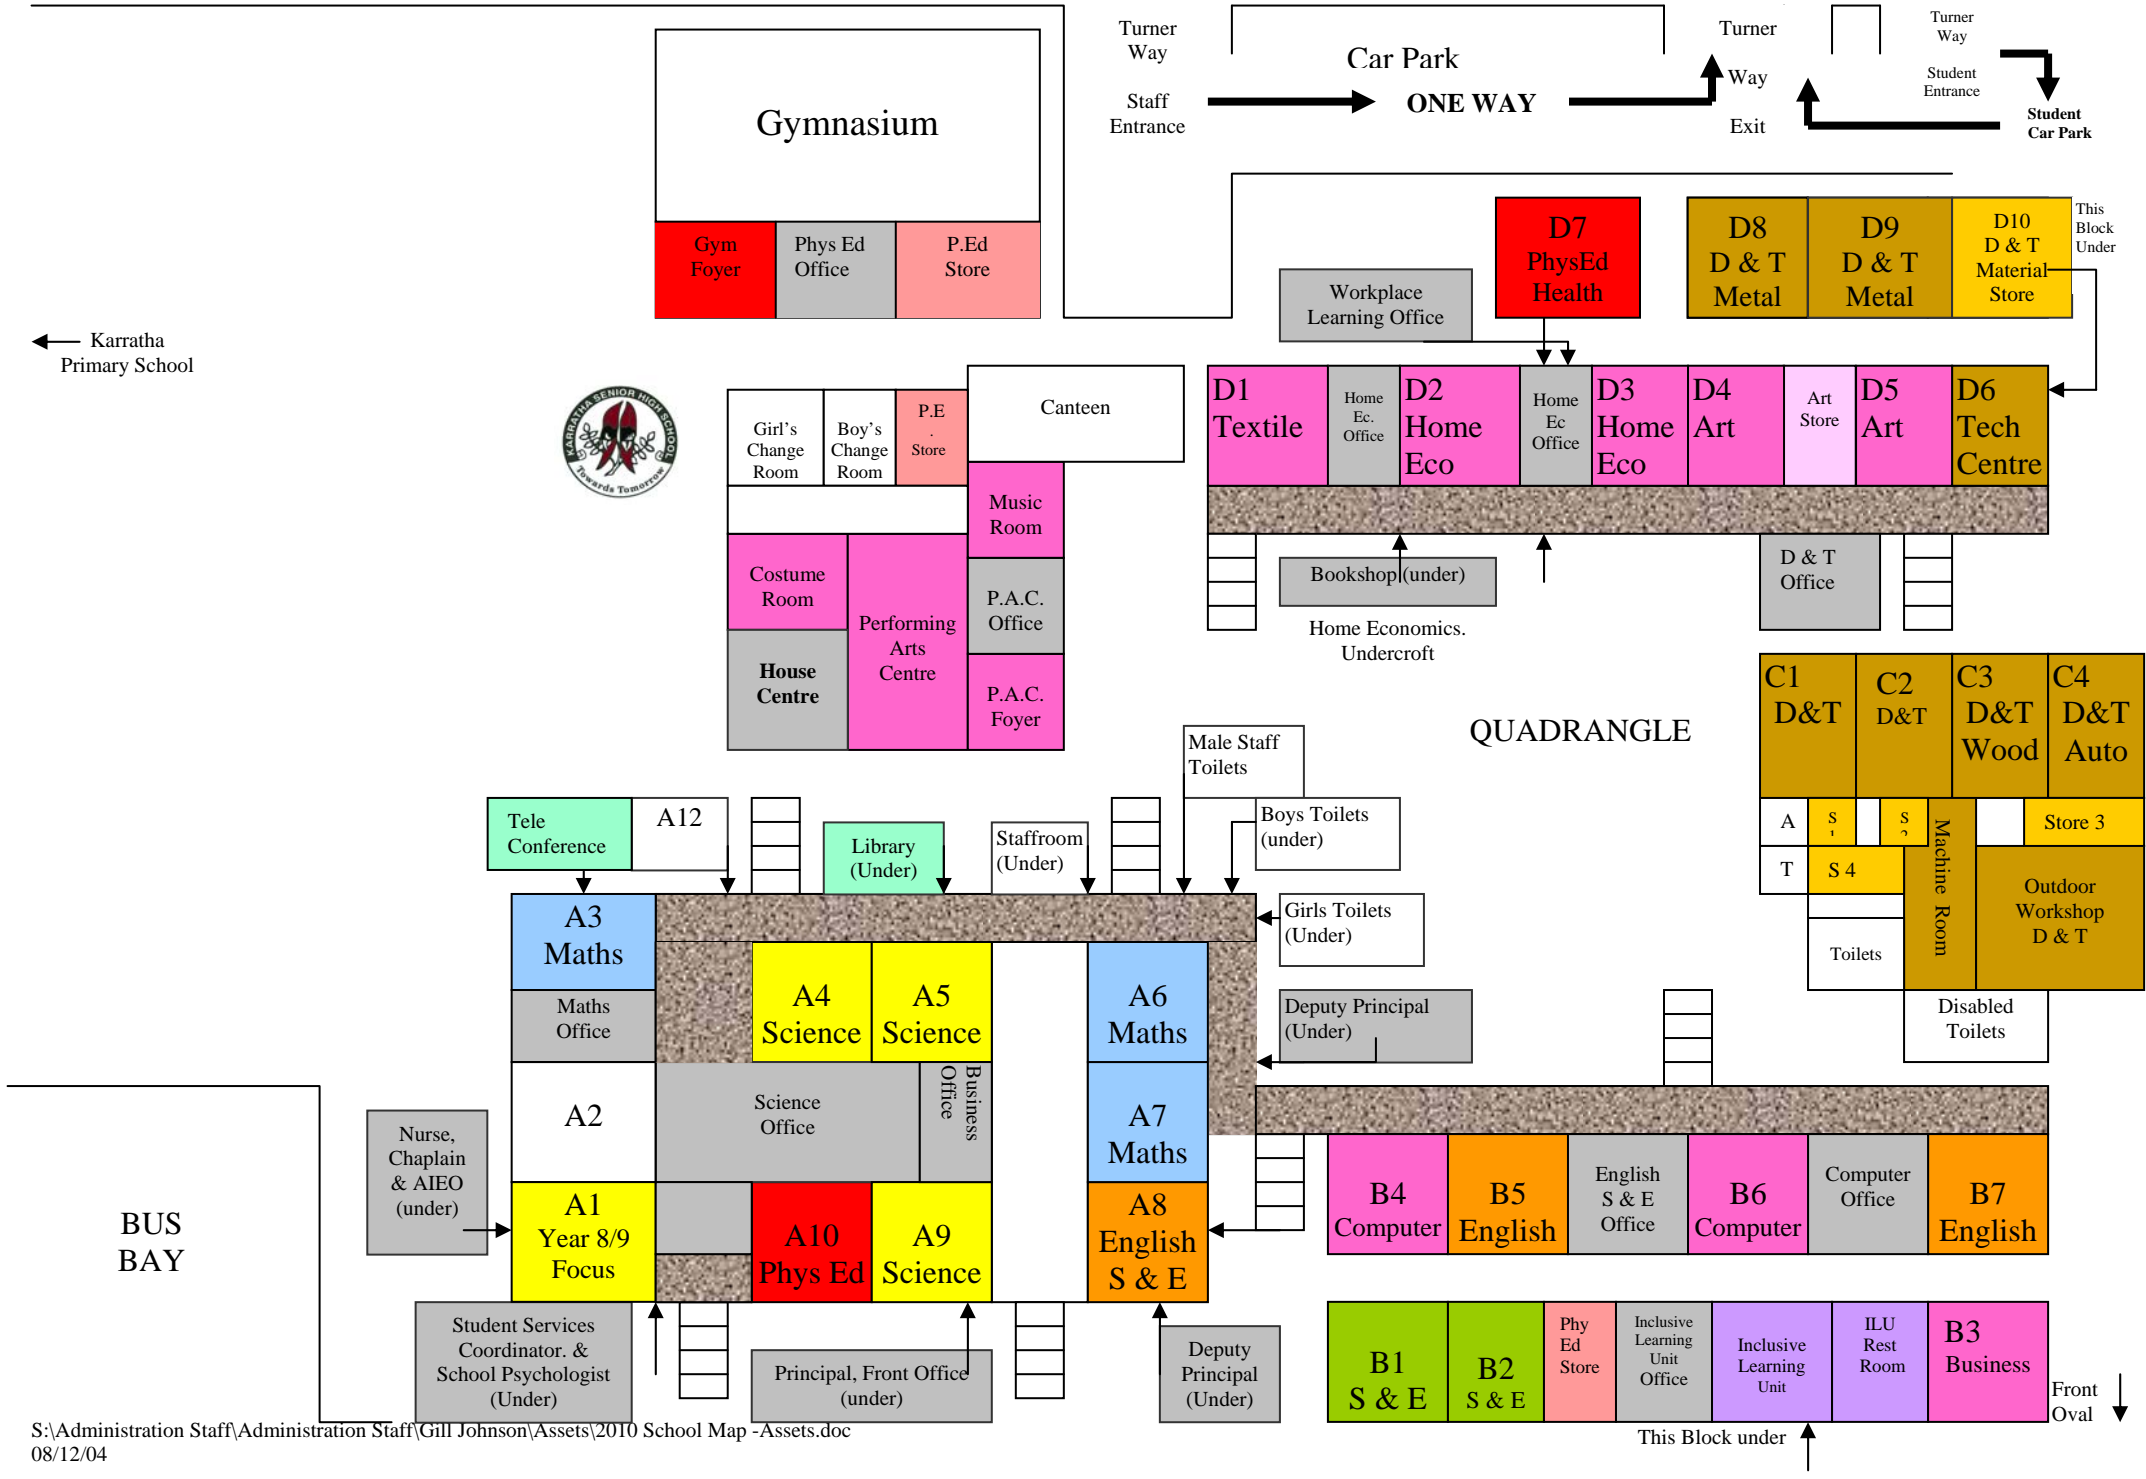 Turner
Way
Staff
Entrance
Car Park
ONE WAY
Turner
Way
Exit
Turner
Way
Student
Entrance
Student
Car Park
Gymnasium
Gym
Foyer
Phys Ed
Office
P.Ed
Store
D7
PhysEd
Health
D8
D & T
Metal
D9
D & T
Metal
D10
D & T
Material
Store
This
Block
Under
Workplace
Learning Office
Karratha
Primary School
KARRATHA SENIOR HIGH SCHOOL
Towards Tomorrow
Girl's
Change
Room
Boy's
Change
Room
P.E
.
Store
Canteen
D1
Textile
Home
Ec.
Office
D2
Home
Eco
Home
Ec
Office
D3
Home
Eco
D4
Art
Art
Store
D5
Art
D6
Tech
Centre
Music
Room
Costume
Room
Performing
Arts
Centre
P.A.C.
Office
House
Centre
P.A.C.
Foyer
Bookshop (under)
Home Economics.
Undercroft
D & T
Office
QUADRANGLE
C1
D&T
C2
D&T
C3
D&T
Wood
C4
D&T
Auto
A
S
1
S
Machine Room
Store 3
T
S 4
Outdoor
Workshop
D & T
Toilets
Disabled
Toilets
Male Staff
Toilets
Boys Toilets
(under)
Tele
Conference
A12
Library
(Under)
Staffroom
(Under)
Girls Toilets
(Under)
Deputy Principal
(Under)
A3
Maths
Maths
Office
A4
Science
A5
Science
A6
Maths
A2
Science
Office
Business
Office
A7
Maths
Nurse,
Chaplain
& AIEO
(under)
A1
Year 8/9
Focus
A10
Phys Ed
A9
Science
A8
English
S & E
BUS
BAY
B4
Computer
B5
English
English
S & E
Office
B6
Computer
Computer
Office
B7
English
Student Services
Coordinator. &
School Psychologist
(Under)
Principal, Front Office
(under)
Deputy
Principal
(Under)
B1
S & E
B2
S & E
Phy
Ed
Store
Inclusive
Learning
Unit
Office
Inclusive
Learning
Unit
ILU
Rest
Room
B3
Business
Front
Oval
This Block under
S:\Administration Staff\Administration Staff\Gill Johnson\Assets\2010 School Map -Assets.doc
08/12/04